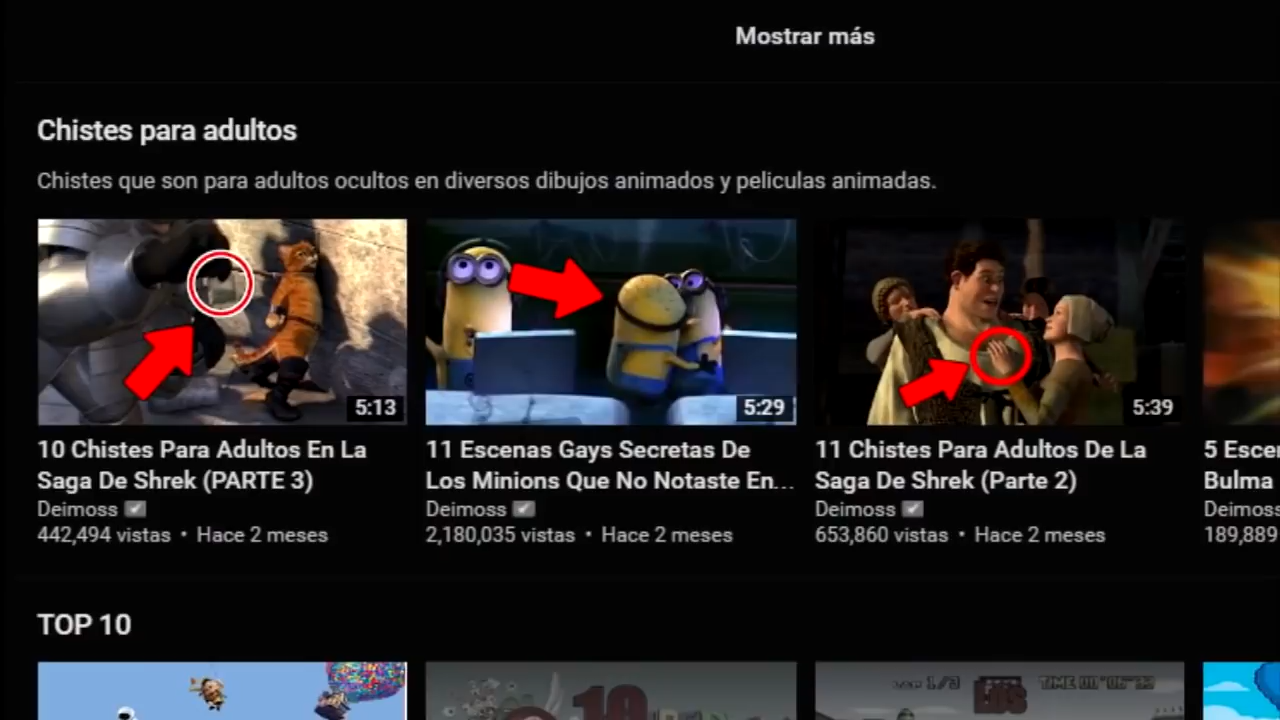 Mostrar más
Chistes para adultos
Chistes que son para adultos ocultos en diversos dibujos animados y peliculas animadas.
5:13
5:29
5:39
10 Chistes Para Adultos En La
Saga De Shrek (PARTE 3)
Deimoss
442,494 vistas • Hace 2 meses
11 Escenas Gays Secretas De
Los Minions Que No Notaste En...
Deimoss
2,180,035 vistas • Hace 2 meses
11 Chistes Para Adultos De La
Saga De Shrek (Parte 2)
Deimoss
653,860 vistas • Hace 2 meses
5
Bulma
189,889
TOP 10
10
LOS